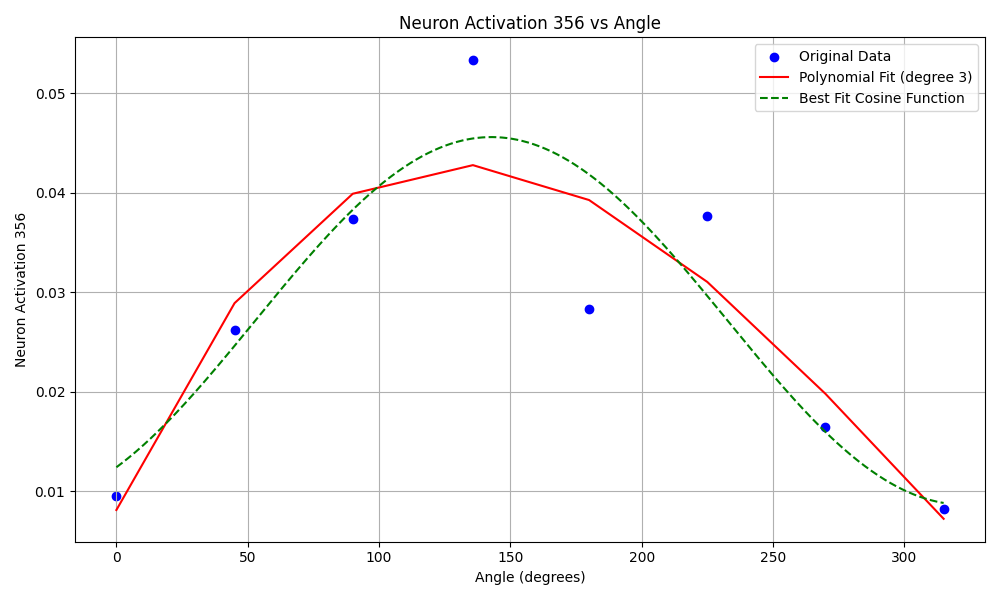 Neuron Activation 356 vs Angle
Original Data
Polynomial Fit (degree 3)
Best Fit Cosine Function
Neuron Activation 356
0.05
0.04
0.03
0.02
0.01
0 50 100 150 200 250 300
Angle (degrees)